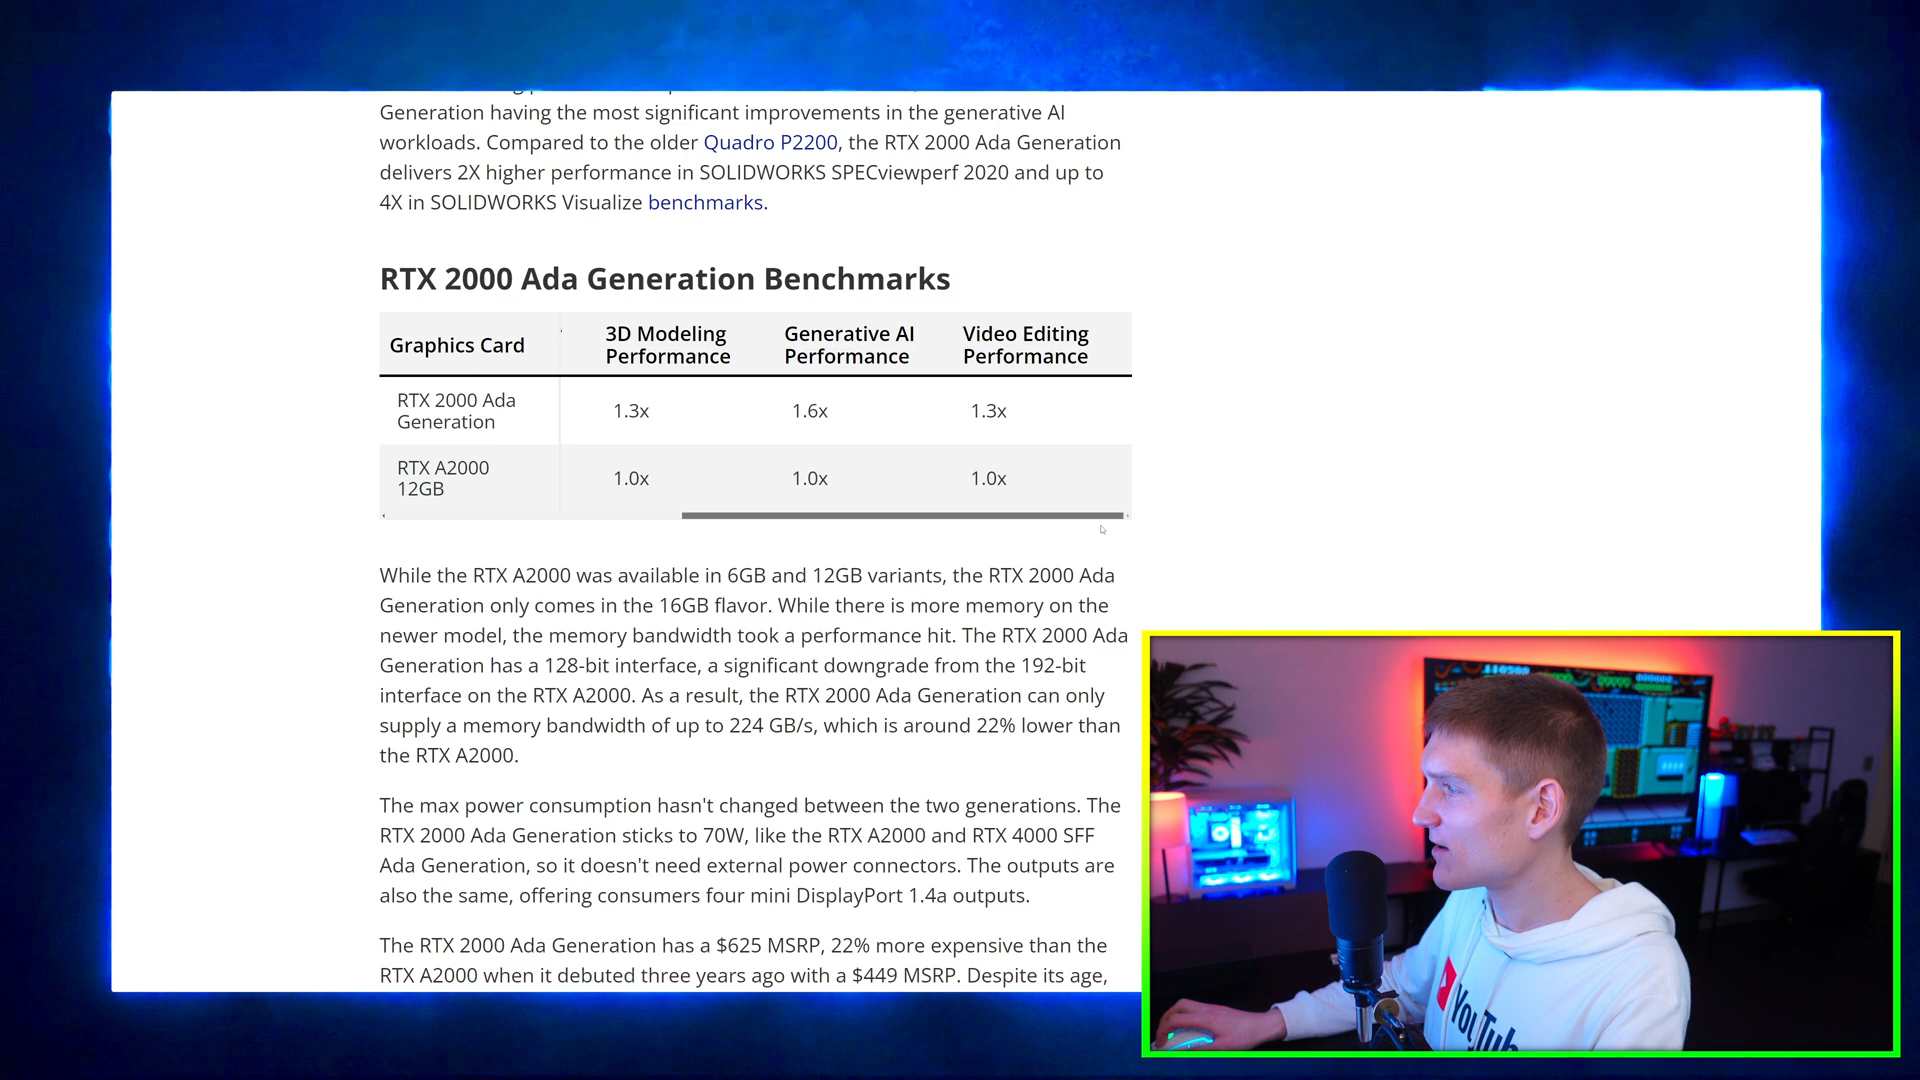 Generation having the most significant improvements in the generative AI
workloads. Compared to the older Quadro P2200, the RTX 2000 Ada Generation
delivers 2X higher performance in SOLIDWORKS SPECviewperf 2020 and up to
4X in SOLIDWORKS Visualize benchmarks.
RTX 2000 Ada Generation Benchmarks
Graphics Card
3D Modeling Performance
Generative AI Performance
Video Editing Performance
RTX 2000 Ada Generation
1.3x
1.6x
1.3x
RTX A2000 12GB
1.0x
1.0x
1.0x
While the RTX A2000 was available in 6GB and 12GB variants, the RTX 2000 Ada
Generation only comes in the 16GB flavor. While there is more memory on the
newer model, the memory bandwidth took a performance hit. The RTX 2000 Ada
Generation has a 128-bit interface, a significant downgrade from the 192-bit
interface on the RTX A2000. As a result, the RTX 2000 Ada Generation can only
supply a memory bandwidth of up to 224 GB/s, which is around 22% lower than
the RTX A2000.
The max power consumption hasn't changed between the two generations. The
RTX 2000 Ada Generation sticks to 70W, like the RTX A2000 and RTX 4000 SFF
Ada Generation, so it doesn't need external power connectors. The outputs are
also the same, offering consumers four mini DisplayPort 1.4a outputs.
The RTX 2000 Ada Generation has a $625 MSRP, 22% more expensive than the
RTX A2000 when it debuted three years ago with a $449 MSRP. Despite its age,
YouTub